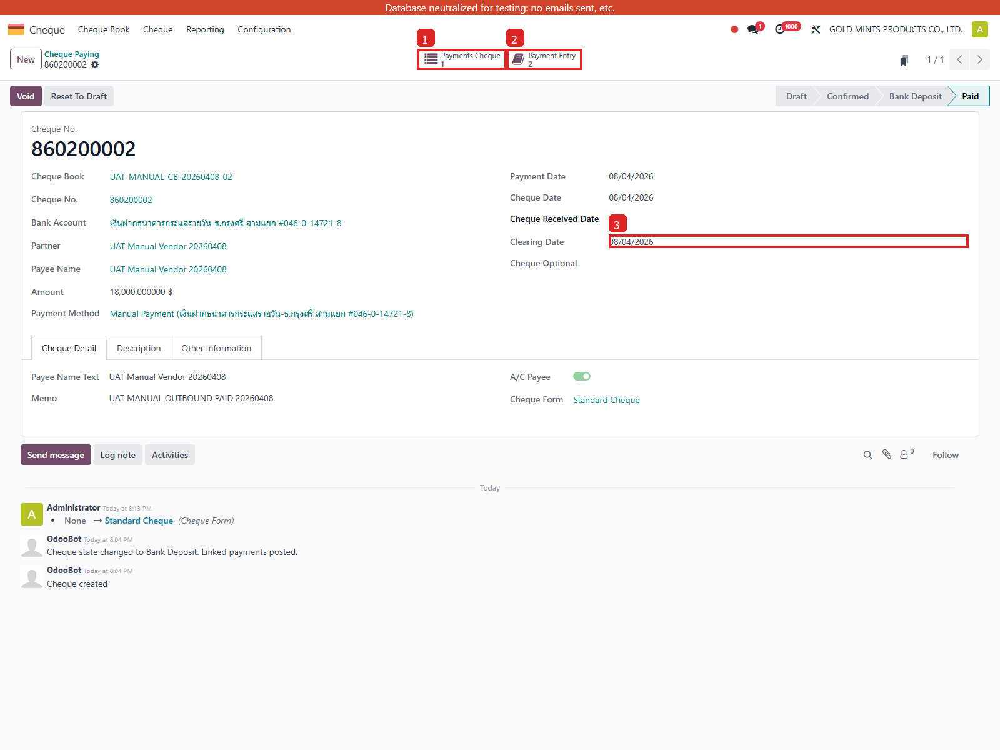 Database neutralized for testing: no emails sent, etc.
Cheque
Cheque Book
Cheque
Reporting
Configuration
1
1000
GOLD MINTS PRODUCTS CO., LTD.
A
New
Cheque Paying
860200002
1
Payments Cheque
1
2
Payment Entry
2
1 / 1
Void
Reset To Draft
Draft
Confirmed
Bank Deposit
Paid
Cheque No.
860200002
Cheque Book
UAT-MANUAL-CB-20260408-02
Cheque No.
860200002
Bank Account
เงินฝากธนาคารกระแสรายวัน-ธ.กรุงศรี สามแยก #046-0-14721-8
Partner
UAT Manual Vendor 20260408
Payee Name
UAT Manual Vendor 20260408
Amount
18,000.000000 ฿
Payment Method
Manual Payment (เงินฝากธนาคารกระแสรายวัน-ธ.กรุงศรี สามแยก #046-0-14721-8)
Payment Date
08/04/2026
Cheque Date
08/04/2026
Cheque Received Date
3
Clearing Date
08/04/2026
Cheque Optional
Cheque Detail
Description
Other Information
Payee Name Text
UAT Manual Vendor 20260408
Memo
UAT MANUAL OUTBOUND PAID 20260408
A/C Payee
Cheque Form
Standard Cheque
Send message
Log note
Activities
0
Follow
Today
A
Administrator Today at 8:13 PM
• None → Standard Cheque (Cheque Form)
OdooBot Today at 8:04 PM
Cheque state changed to Bank Deposit. Linked payments posted.
OdooBot Today at 8:04 PM
Cheque created